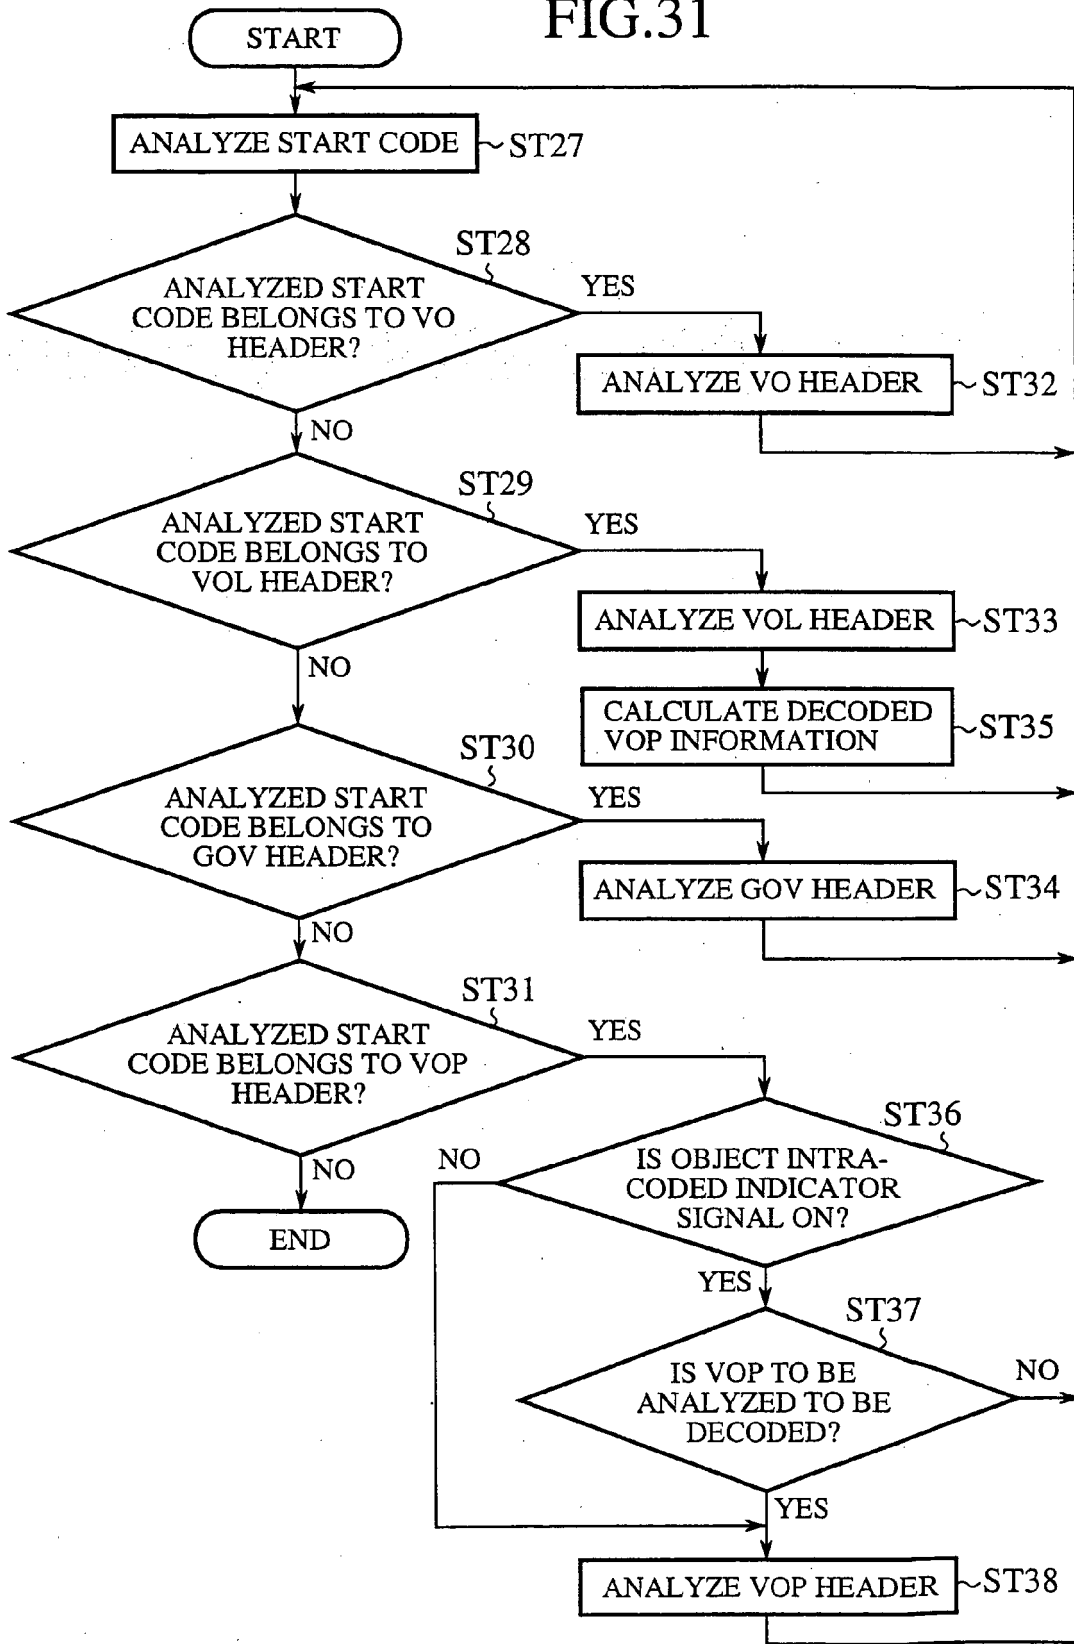 FIG.31
START
ANALYZE START CODE
ST27
ST28
ANALYZED START
CODE BELONGS TO VO
HEADER?
YES
ANALYZE VO HEADER
ST32
NO
ST29
ANALYZED START
CODE BELONGS TO
VOL HEADER?
YES
ANALYZE VOL HEADER
ST33
NO
CALCULATE DECODED
VOP INFORMATION
ST35
ST30
ANALYZED START
CODE BELONGS TO
GOV HEADER?
YES
ANALYZE GOV HEADER
ST34
NO
ST31
ANALYZED START
CODE BELONGS TO VOP
HEADER?
YES
NO
END
ST36
IS OBJECT INTRA-
CODED INDICATOR
SIGNAL ON?
NO
YES
ST37
IS VOP TO BE
ANALYZED TO BE
DECODED?
NO
YES
ANALYZE VOP HEADER
ST38